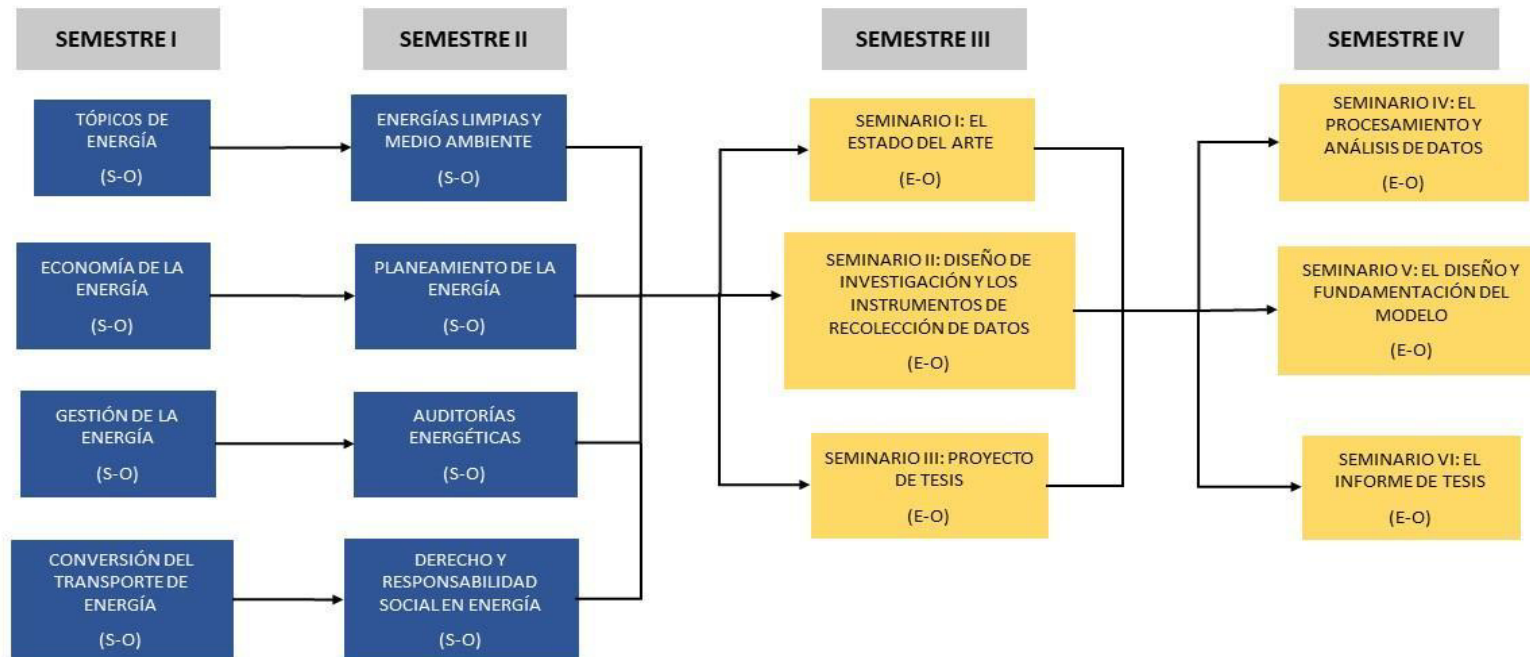 SEMESTRE I
SEMESTRE II
SEMESTRE III
SEMESTRE IV
TÓPICOS DE
ENERGÍA
(S-O)
ENERGÍAS LIMPIAS Y
MEDIO AMBIENTE
(S-O)
SEMINARIO I: EL
ESTADO DEL ARTE
(E-O)
SEMINARIO IV: EL
PROCESAMIENTO Y
ANÁLISIS DE DATOS
(E-O)
ECONOMÍA DE LA
ENERGÍA
(S-O)
PLANEAMIENTO DE LA
ENERGÍA
(S-O)
SEMINARIO II: DISEÑO DE
INVESTIGACIÓN Y LOS
INSTRUMENTOS DE
RECOLECCIÓN DE DATOS
(E-O)
SEMINARIO V: EL DISEÑO Y
FUNDAMENTACIÓN DEL
MODELO
(E-O)
GESTIÓN DE LA
ENERGÍA
(S-O)
AUDITORÍAS
ENERGÉTICAS
(S-O)
SEMINARIO III: PROYECTO
DE TESIS
(E-O)
SEMINARIO VI: EL
INFORME DE TESIS
(E-O)
CONVERSIÓN DEL
TRANSPORTE DE
ENERGÍA
(S-O)
DERECHO Y
RESPONSABILIDAD
SOCIAL EN ENERGÍA
(S-O)